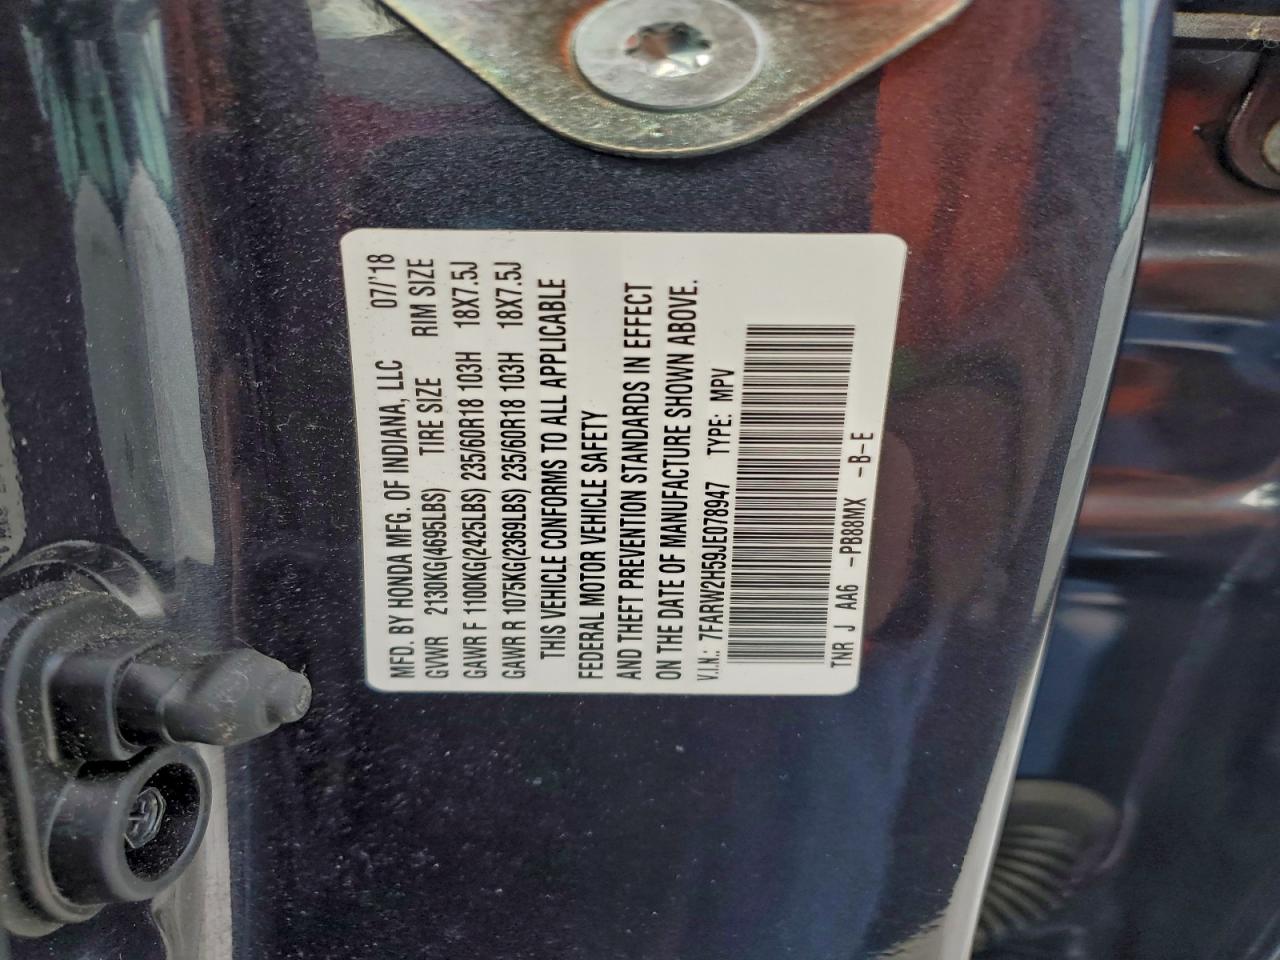 MFD. BY HONDA MFG. OF INDIANA, LLC 07/'18
GVWR 2130KG(4695LBS) TIRE SIZE RIM SIZE
GAWR F 1100KG(2425LBS) 235/60R18 103H 18X7.5J
GAWR R 1075KG(2369LBS) 235/60R18 103H 18X7.5J
THIS VEHICLE CONFORMS TO ALL APPLICABLE
FEDERAL MOTOR VEHICLE SAFETY
AND THEFT PREVENTION STANDARDS IN EFFECT
ON THE DATE OF MANUFACTURE SHOWN ABOVE.
V.I.N.: 7FARW2H59JE078947 TYPE: MPV
TNR J AA6 -PB88MX -B-E